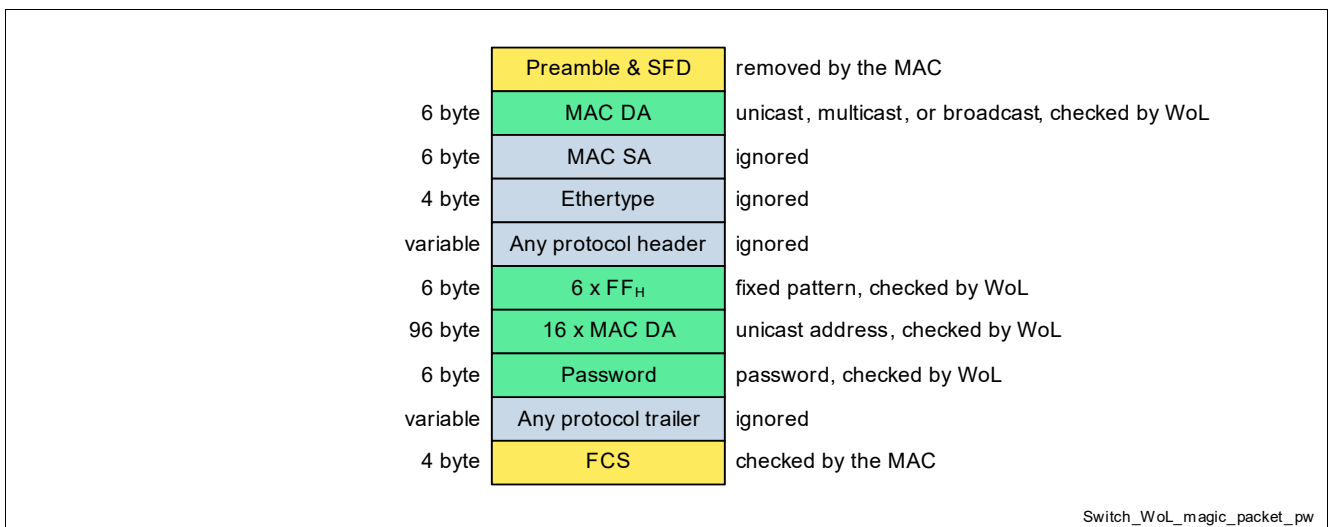 Preamble & SFD removed by the MAC
6 byte MAC DA unicast, multicast, or broadcast, checked by WoL
6 byte MAC SA ignored
4 byte Ethertype ignored
variable Any protocol header ignored
6 byte 6 x FFH fixed pattern, checked by WoL
96 byte 16 x MAC DA unicast address, checked by WoL
6 byte Password password, checked by WoL
variable Any protocol trailer ignored
4 byte FCS checked by the MAC
Switch_WoL_magic_packet_pw